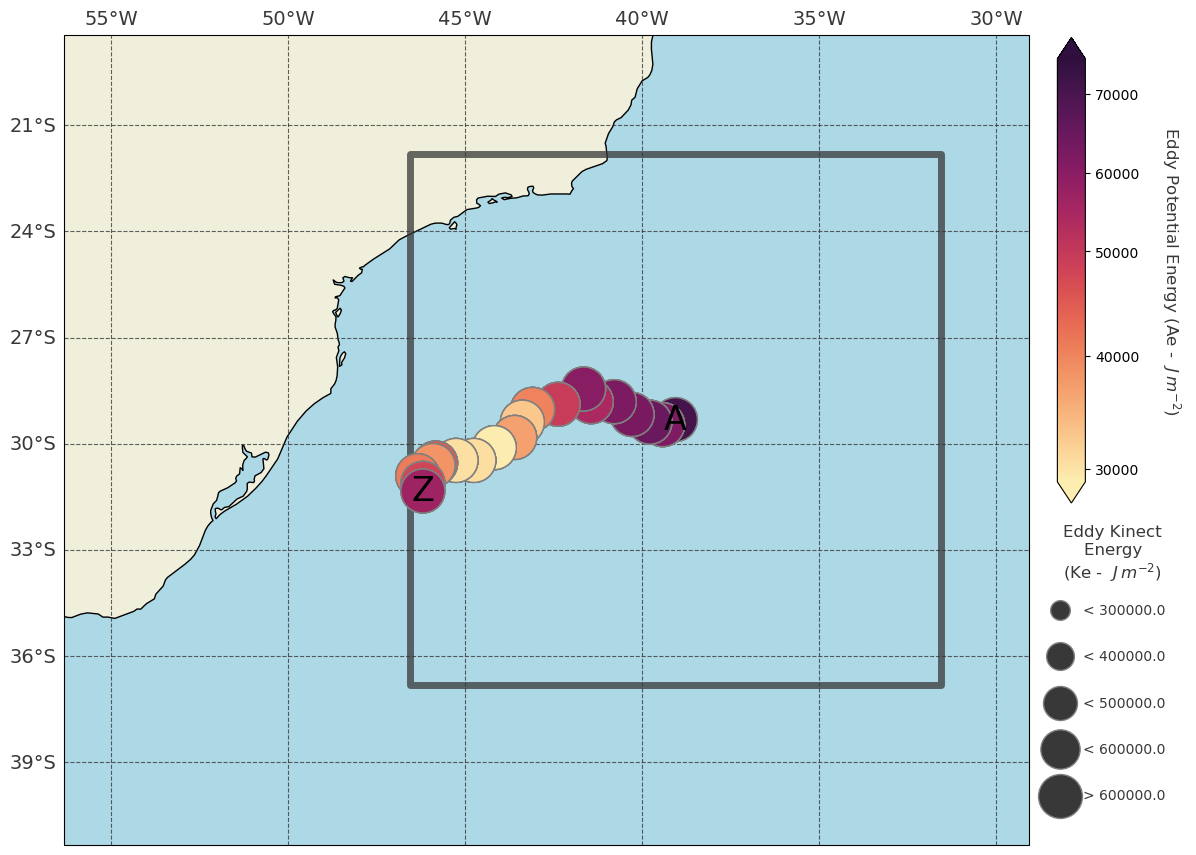 55°W 50°W 45°W 40°W 35°W 30°W
21°S
24°S
27°S
30°S
33°S
36°S
39°S
A
Z
70000
60000
50000
40000
30000
Eddy Potential Energy (Ae - J m⁻²)
Eddy Kinect
Energy
(Ke - J m⁻²)
< 300000.0
< 400000.0
< 500000.0
< 600000.0
> 600000.0